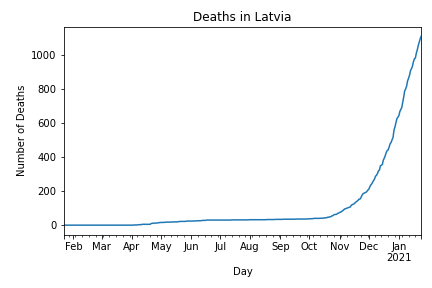 Deaths in Latvia
Number of Deaths
1000
800
600
400
200
0
Feb Mar Apr May Jun Jul Aug Sep Oct Nov Dec Jan
2021
Day